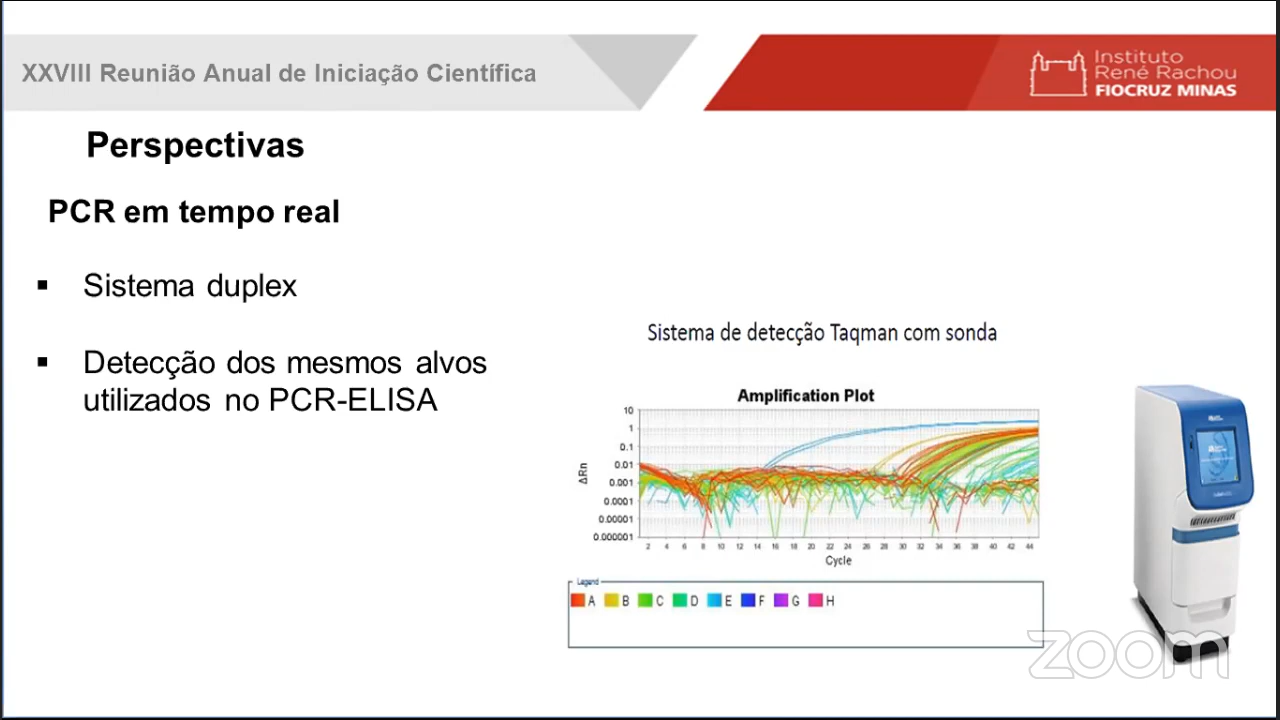 XXVIII Reunião Anual de Iniciação Científica
Instituto
René Rachou
FIOCRUZ MINAS
Perspectivas
PCR em tempo real
▪ Sistema duplex
▪ Detecção dos mesmos alvos
utilizados no PCR-ELISA
Sistema de detecção Taqman com sonda
Amplification Plot
10
1
0.1
0.01
0.001
0.0001
0.00001
0.000001
ΔRn
2 4 6 8 10 12 14 16 18 20 22 24 26 28 30 32 34 36 38 40 42 44
Cycle
Legend
A B C D E F G H
zoom